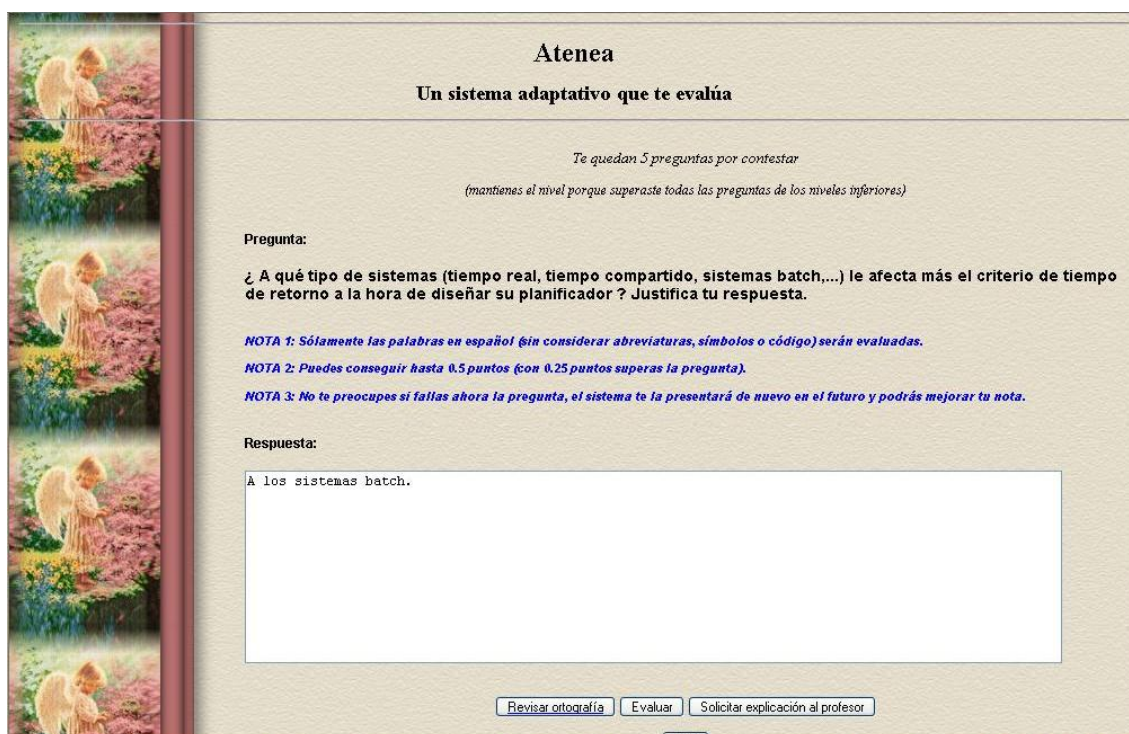 Atenea
Un sistema adaptativo que te evalúa
Te quedan 5 preguntas por contestar
(mantienes el nivel porque superaste todas las preguntas de los niveles inferiores)
Pregunta:
¿ A qué tipo de sistemas (tiempo real, tiempo compartido, sistemas batch,...) le afecta más el criterio de tiempo
de retorno a la hora de diseñar su planificador ? Justifica tu respuesta.
NOTA 1: Sólamente las palabras en español (sin considerar abreviaturas, símbolos o código) serán evaluadas.
NOTA 2: Puedes conseguir hasta 0.5 puntos (con 0.25 puntos superas la pregunta).
NOTA 3: No te preocupes si fallas ahora la pregunta, el sistema te la presentará de nuevo en el futuro y podrás mejorar tu nota.
Respuesta:
A los sistemas batch.
Revisar ortografía Evaluar Solicitar explicación al profesor